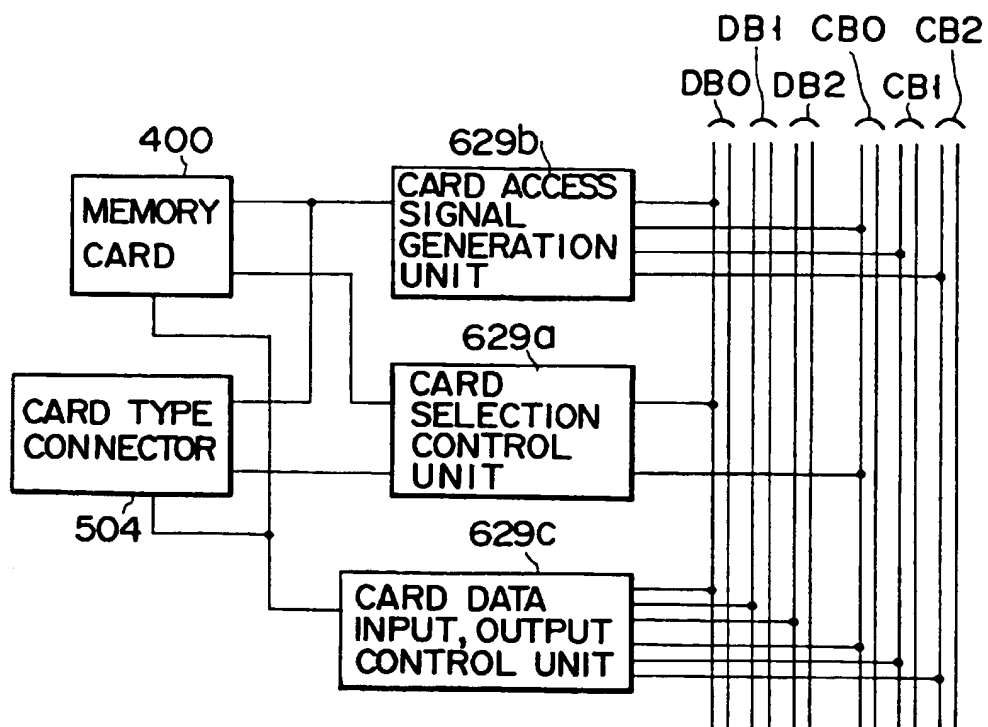 DB1 CB0 CB2
DB0 DB2 CB1
400
MEMORY
CARD
629b
CARD ACCESS
SIGNAL
GENERATION
UNIT
629a
CARD
SELECTION
CONTROL
UNIT
CARD TYPE
CONNECTOR
504
629c
CARD DATA
INPUT, OUTPUT
CONTROL UNIT